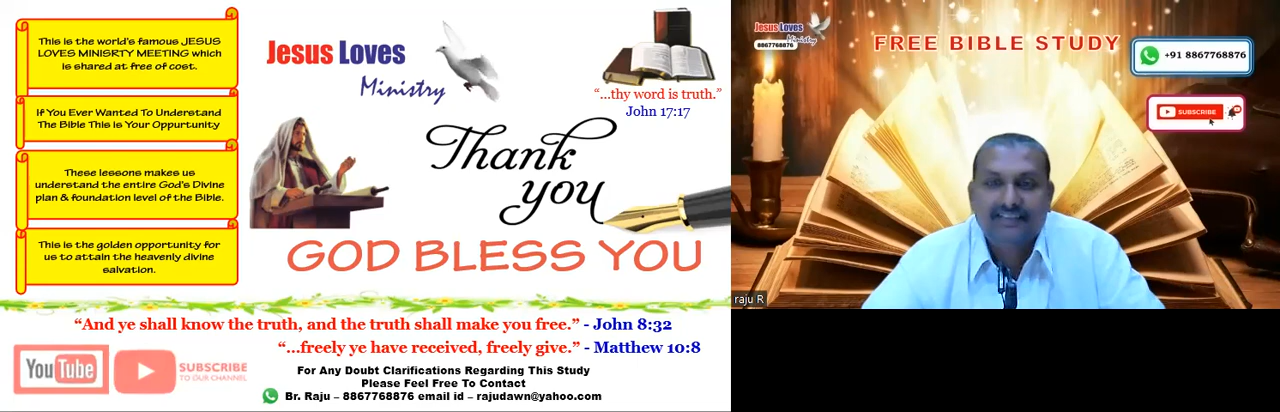 This is the world's famous JESUS
LOVES MINISRTY MEETING which
is shared at free of cost.
If You Ever Wanted To Understand
The Bible This is Your Oppurtunity
These lessons makes us
understand the entire God's Divine
plan & foundation level of the Bible.
This is the golden opportunity for
us to attain the heavenly divine
salvation.
Jesus Loves
Ministry
"...thy word is truth."
John 17:17
Thank
you
GOD BLESS YOU
"And ye shall know the truth, and the truth shall make you free." - John 8:32
"...freely ye have received, freely give." - Matthew 10:8
YouTube
SUBSCRIBE
TO OUR CHANNEL
For Any Doubt Clarifications Regarding This Study
Please Feel Free To Contact
Br. Raju – 8867768876 email id – rajudawn@yahoo.com
Jesus Loves
Ministry
8867768876
FREE BIBLE STUDY
+91 8867768876
SUBSCRIBE
raju R